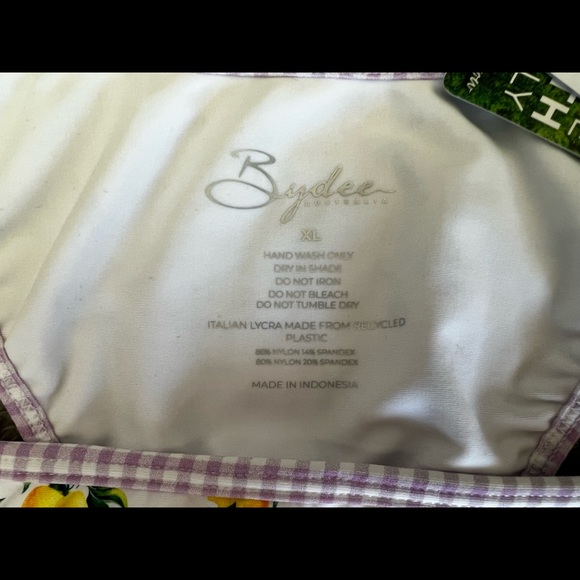 Bydee
AUSTRALIA
XL
HAND WASH ONLY
DRY IN SHADE
DO NOT IRON
DO NOT BLEACH
DO NOT TUMBLE DRY
ITALIAN LYCRA MADE FROM RECYCLED
PLASTIC
86% NYLON 14% SPANDEX
80% NYLON 20% SPANDEX
MADE IN INDONESIA
LY
H